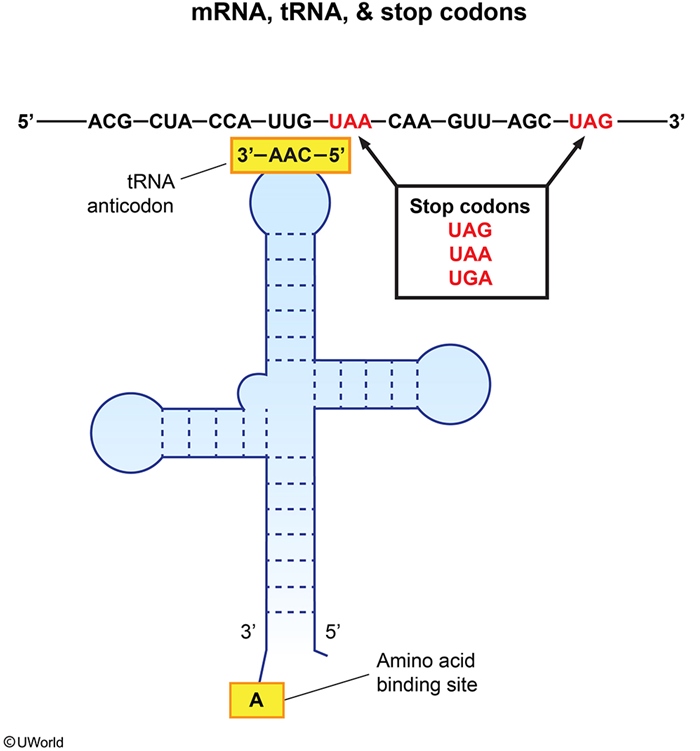 mRNA, tRNA, & stop codons
5’ ACG–CUA–CCA–UUG–UAA–CAA–GUU–AGC–UAG 3’
3’–AAC–5’
tRNA
anticodon
Stop codons
UAG
UAA
UGA
3’ 5’
Amino acid
binding site
A
©UWorld